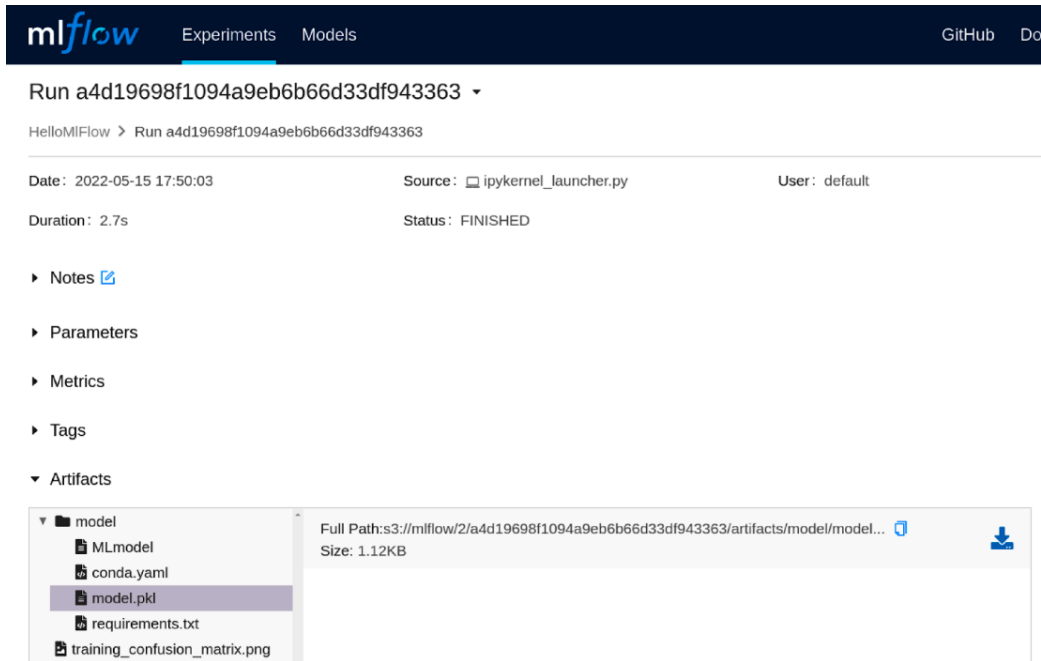 mlflow Experiments Models GitHub Do
Run a4d19698f1094a9eb6b66d33df943363
HelloMlFlow > Run a4d19698f1094a9eb6b66d33df943363
Date: 2022-05-15 17:50:03 Source: ipykernel_launcher.py User: default
Duration: 2.7s Status: FINISHED
Notes
Parameters
Metrics
Tags
Artifacts
model
MLmodel
conda.yaml
model.pkl
requirements.txt
training_confusion_matrix.png
Full Path:s3://mlflow/2/a4d19698f1094a9eb6b66d33df943363/artifacts/model/model...
Size: 1.12KB